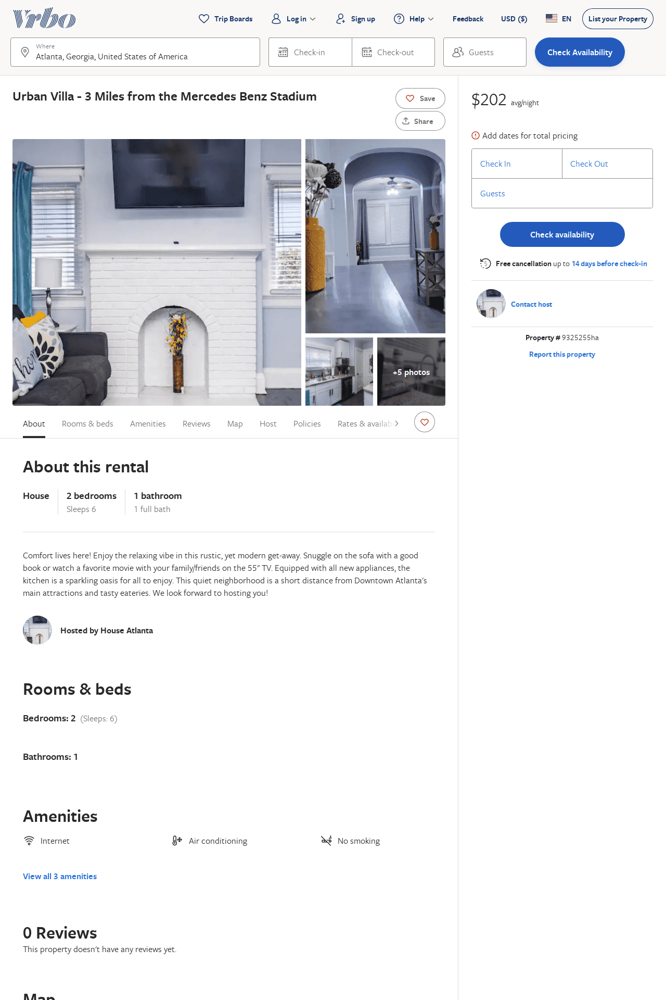 Vrbo
Trip Boards
Log in
Sign up
Help
Feedback
USD ($)
EN
List your Property
Where
Atlanta, Georgia, United States of America
Check-in
Check-out
Guests
Check Availability
Urban Villa - 3 Miles from the Mercedes Benz Stadium
Save
Share
home
+5 photos
$202 avg/night
Add dates for total pricing
Check In
Check Out
Guests
Check availability
Free cancellation up to 14 days before check-in
Contact host
Property # 9325255ha
Report this property
About
Rooms & beds
Amenities
Reviews
Map
Host
Policies
Rates & availab
About this rental
House
2 bedrooms
Sleeps 6
1 bathroom
1 full bath
Comfort lives here! Enjoy the relaxing vibe in this rustic, yet modern get-away. Snuggle on the sofa with a good
book or watch a favorite movie with your family/friends on the 55" TV. Equipped with all new appliances, the
kitchen is a sparkling oasis for all to enjoy. This quiet neighborhood is a short distance from Downtown Atlanta's
main attractions and tasty eateries. We look forward to hosting you!
Hosted by House Atlanta
Rooms & beds
Bedrooms: 2 (Sleeps: 6)
Bathrooms: 1
Amenities
Internet
Air conditioning
No smoking
View all 3 amenities
0 Reviews
This property doesn't have any reviews yet.
Map